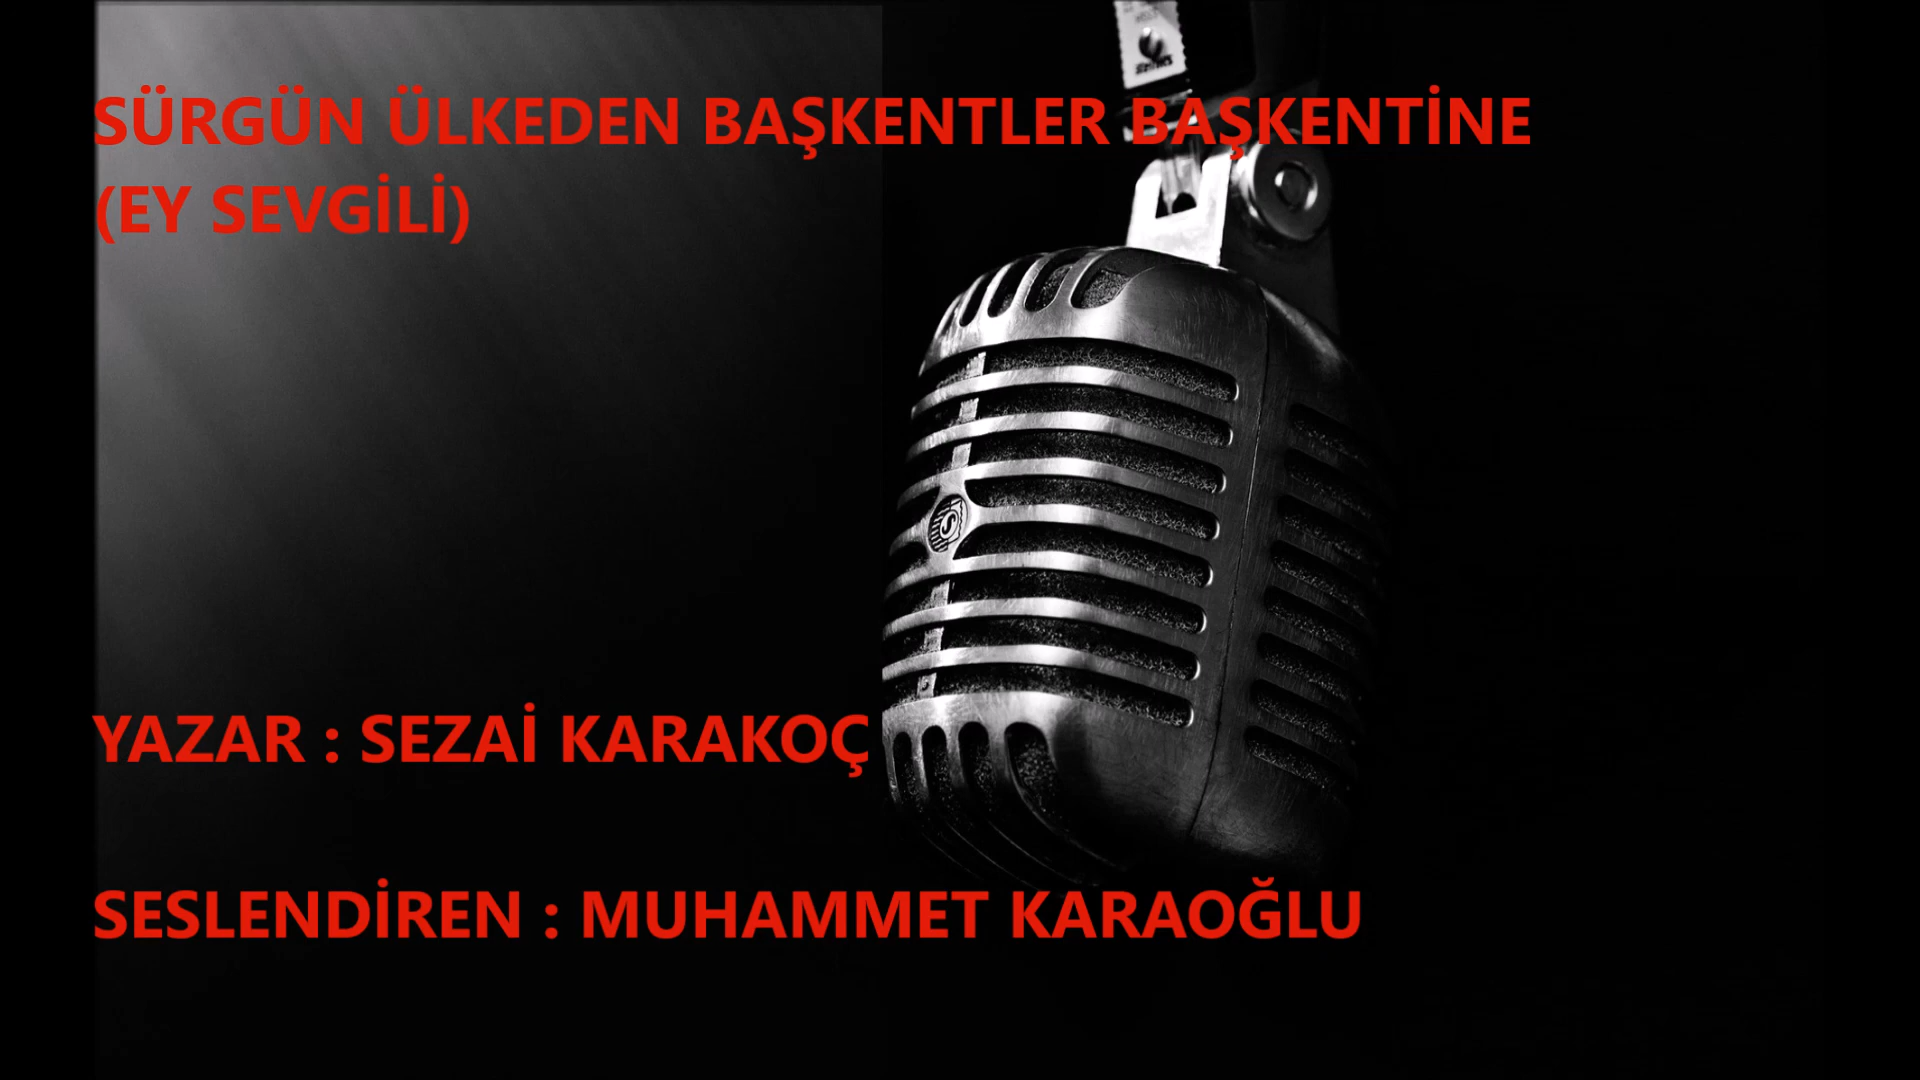 SÜRGÜN ÜLKEDEN BAŞKENTLER BAŞKENTİNE
(EY SEVGİLİ)
YAZAR : SEZAİ KARAKOÇ
SESLENDİREN : MUHAMMET KARAOĞLU